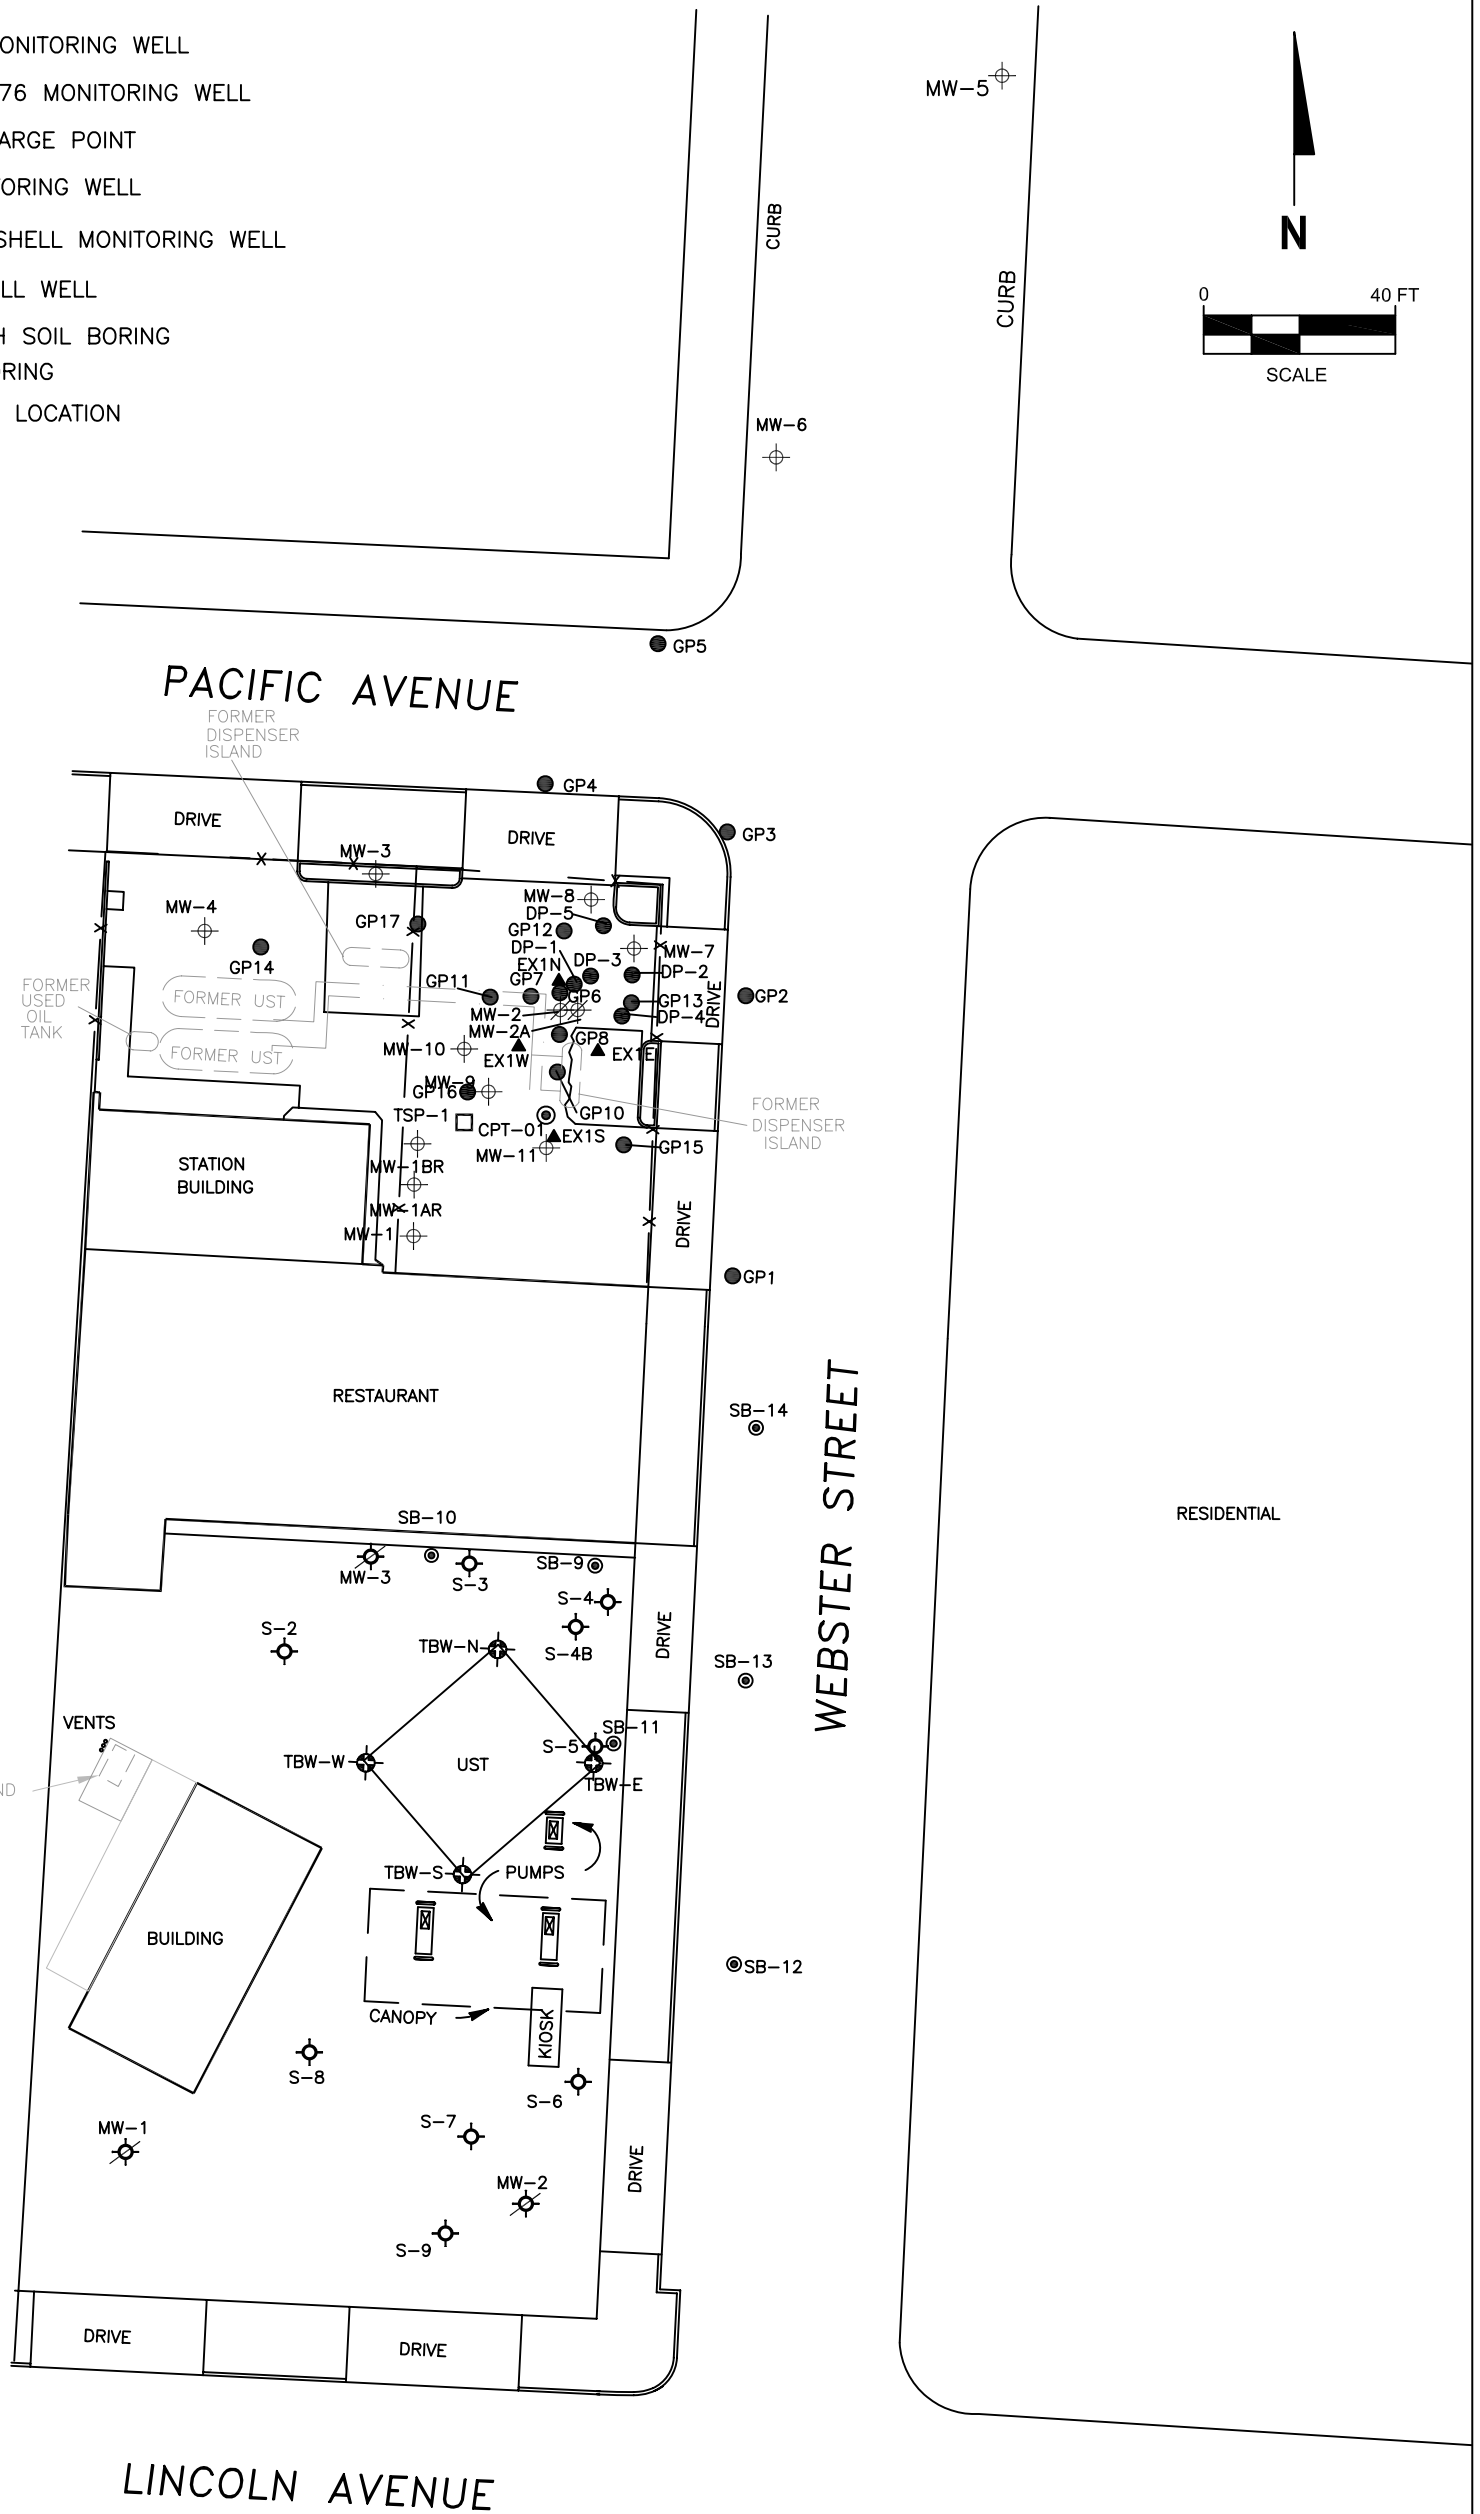 ONITORING WELL
76 MONITORING WELL
ARGE POINT
TORING WELL
SHELL MONITORING WELL
LL WELL
H SOIL BORING
RING
LOCATION
MW-5
N
0 40 FT
SCALE
CURB
CURB
MW-6
GP5
PACIFIC AVENUE
FORMER
DISPENSER
ISLAND
GP4
DRIVE
DRIVE
GP3
MW-3
MW-8
DP-5
MW-4
GP17
GP12
DP-1
MW-7
GP14
DP-3
EX1N
DP-2
GP11
GP7
GP6
GP13
GP2
DRIVE
FORMER
USED
OIL
TANK
FORMER UST
MW-2
DP-4
MW-2A
GP8
MW-10
FORMER UST
EX1W
EX1E
MW-9
GP16
GP10
FORMER
DISPENSER
ISLAND
TSP-1
CPT-01
EX1S
MW-11
GP15
STATION
BUILDING
MW-1BR
MW-1AR
MW-1
DRIVE
GP1
RESTAURANT
SB-14
WEBSTER STREET
RESIDENTIAL
SB-10
MW-3
S-3
SB-9
S-4
S-2
TBW-N
S-4B
DRIVE
SB-13
VENTS
SB-11
S-5
TBW-W
UST
TBW-E
ND
TBW-S
PUMPS
BUILDING
SB-12
CANOPY
KIOSK
S-8
S-6
S-7
MW-1
MW-2
DRIVE
S-9
DRIVE
DRIVE
LINCOLN AVENUE